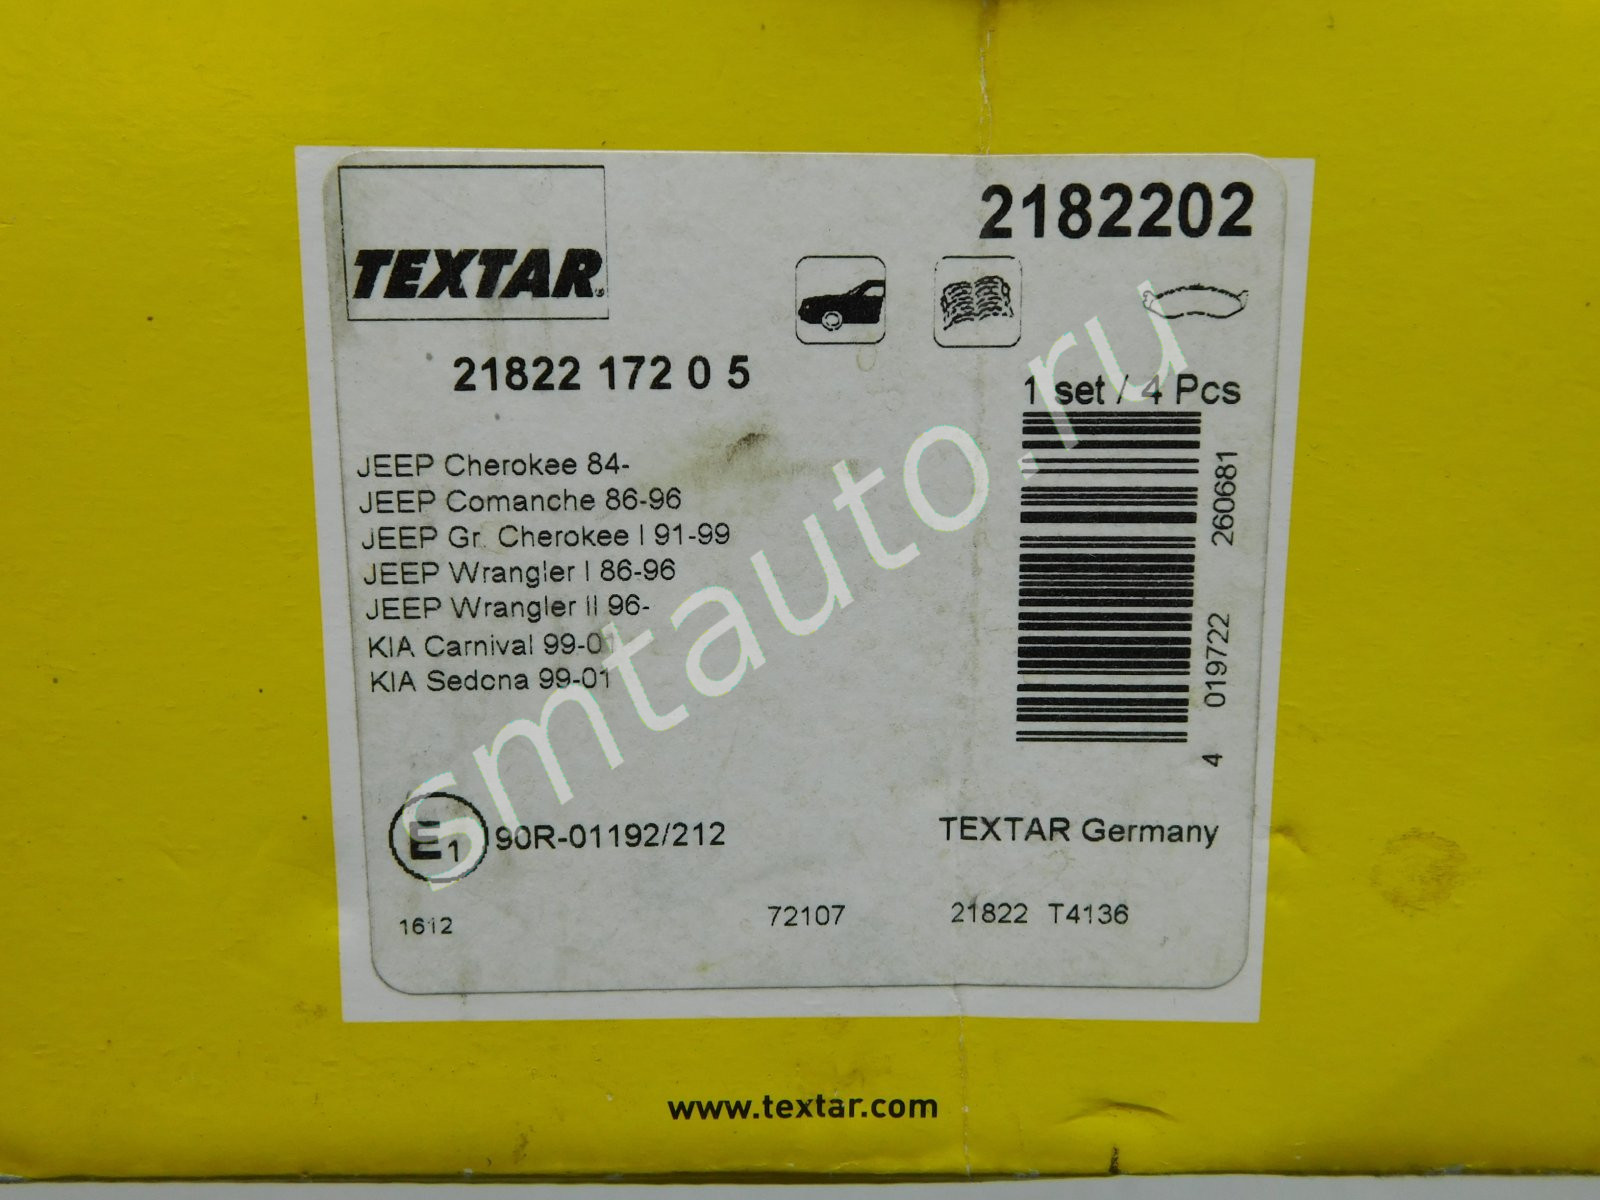 TEXTAR
2182202
21822 172 0 5
1 set / 4 Pcs
JEEP Cherokee 84-
JEEP Comanche 86-96
JEEP Gr. Cherokee I 91-99
JEEP Wrangler I 86-96
JEEP Wrangler II 96-
KIA Carnival 99-01
KIA Sedona 99-01
4 019722 260681
E1 90R-01192/212
TEXTAR Germany
1612
72107
21822 T4136
www.textar.com
smtauto.ru